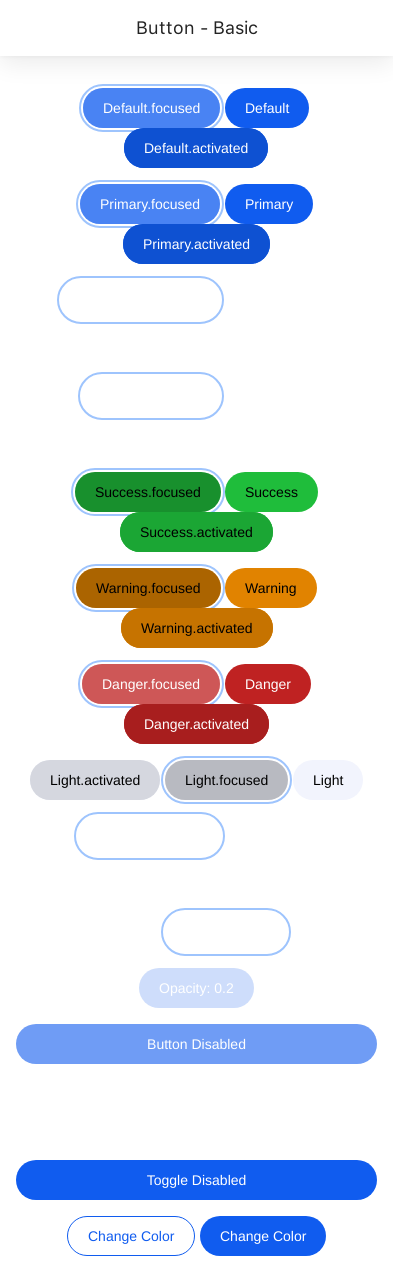 Button - Basic
Default.focused Default
Default.activated
Primary.focused Primary
Primary.activated
Success.focused Success
Success.activated
Warning.focused Warning
Warning.activated
Danger.focused Danger
Danger.activated
Light.activated Light.focused Light
Opacity: 0.2
Button Disabled
Toggle Disabled
Change Color Change Color